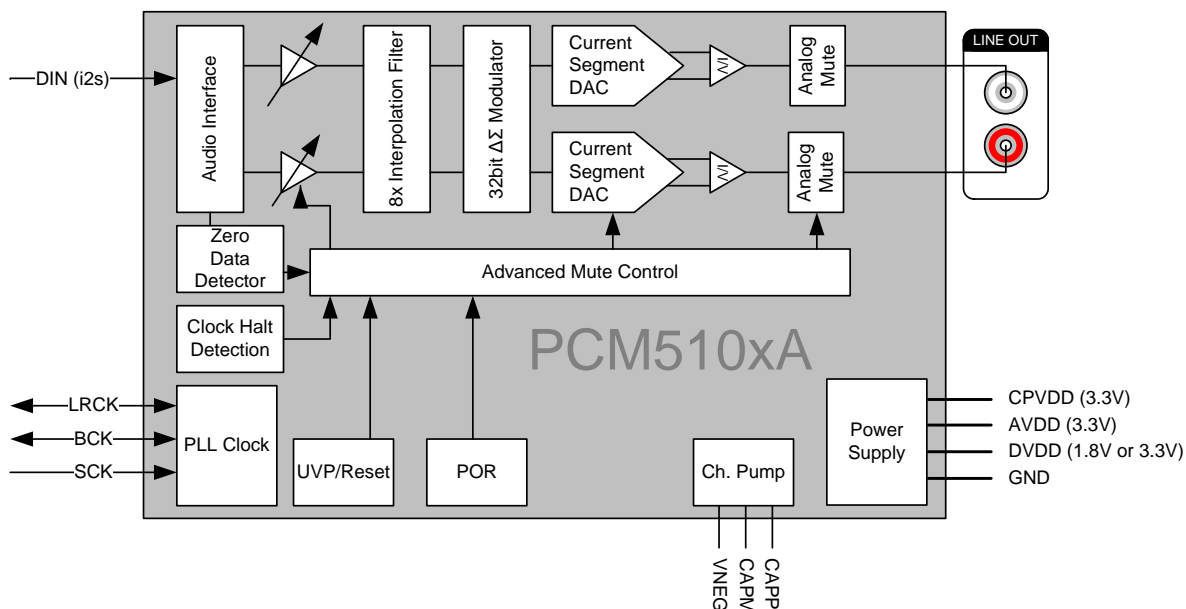 DIN (i2s)
Audio Interface
8x Interpolation Filter
32bit ΔΣ Modulator
Current
Segment
DAC
I/V
Analog
Mute
LINE OUT
Current
Segment
DAC
I/V
Analog
Mute
Zero
Data
Detector
Advanced Mute Control
Clock Halt
Detection
PCM510xA
LRCK
BCK
SCK
PLL Clock
UVP/Reset
POR
Ch. Pump
Power
Supply
CPVDD (3.3V)
AVDD (3.3V)
DVDD (1.8V or 3.3V)
GND
VNEG
CAPM
CAPP